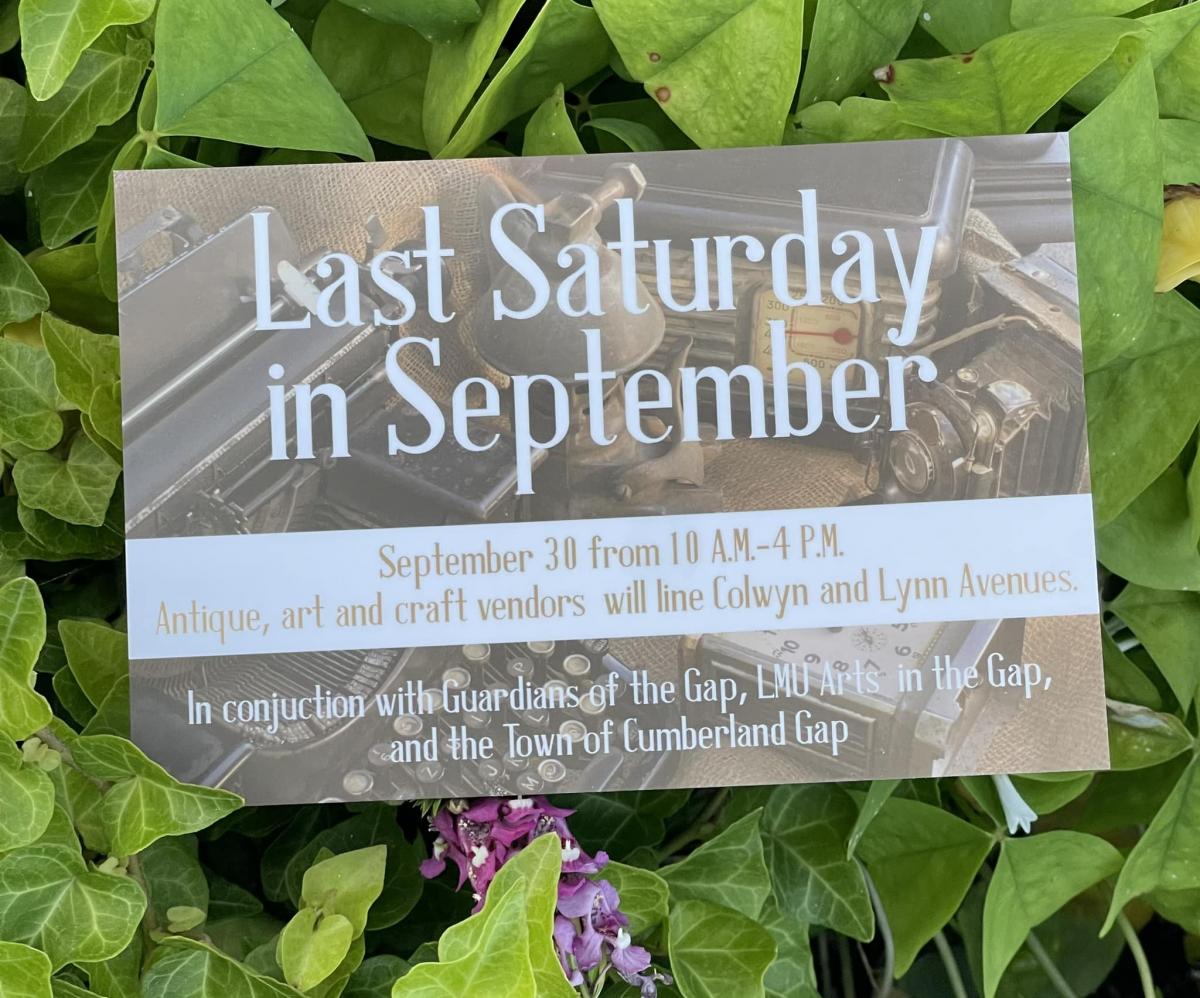 Last Saturday
in September
September 30 from 10 A.M.-4 P.M.
Antique, art and craft vendors will line Colwyn and Lynn Avenues.
In conjuction with Guardians of the Gap, LMU Arts in the Gap,
and the Town of Cumberland Gap